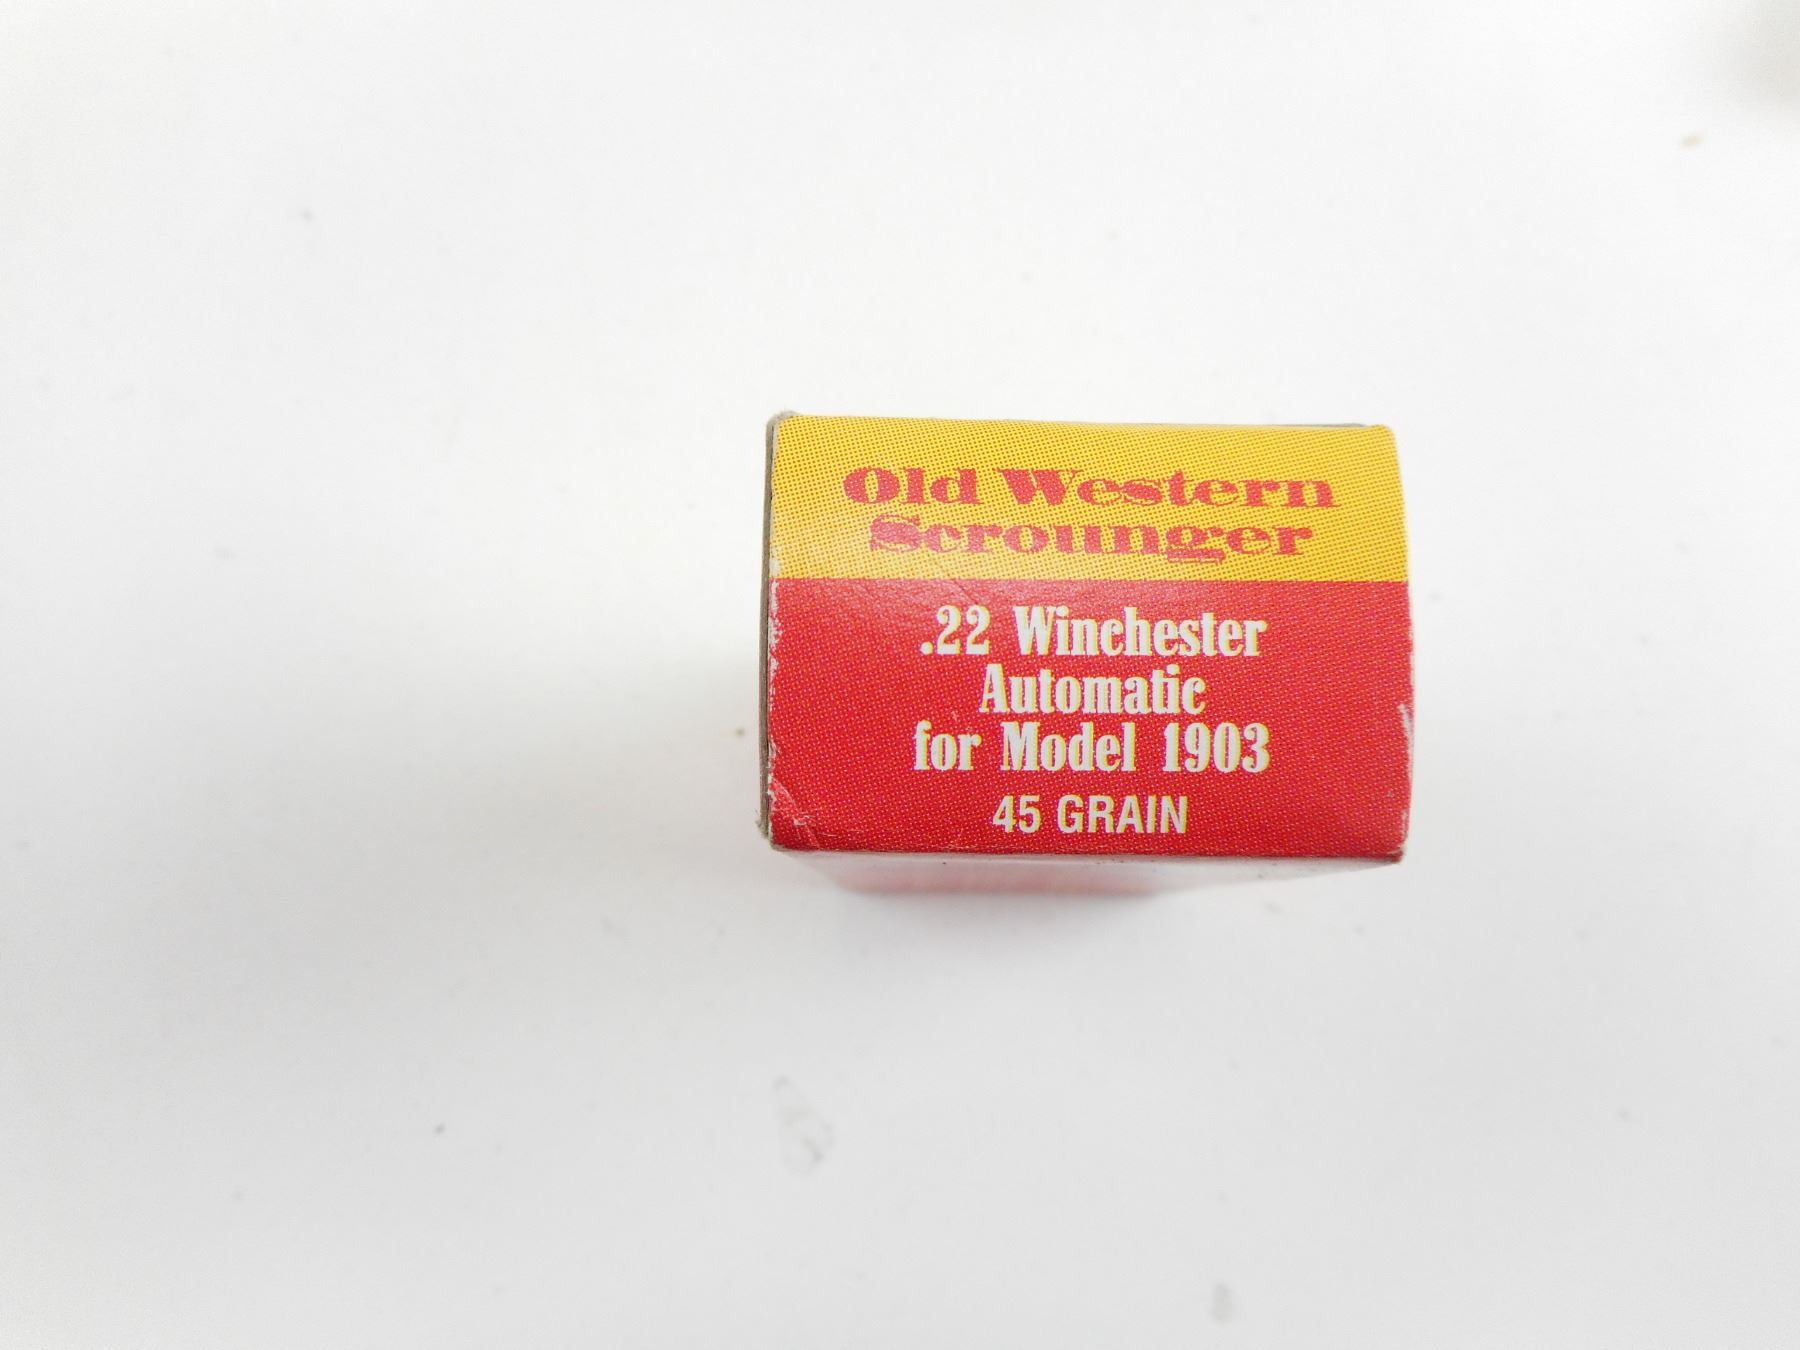 Old Western
Scrounger
.22 Winchester
Automatic
for Model 1903
45 GRAIN